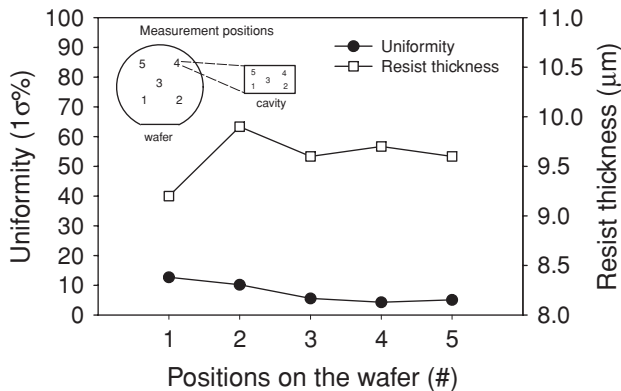 Measurement positions
5 4
3
1 2
wafer
5 4
3
1 2
cavity
Uniformity
Resist thickness
Uniformity (1σ%)
100
90
80
70
60
50
40
30
20
10
0
Resist thickness (μm)
11.0
10.5
10.0
9.5
9.0
8.5
8.0
1 2 3 4 5
Positions on the wafer (#)